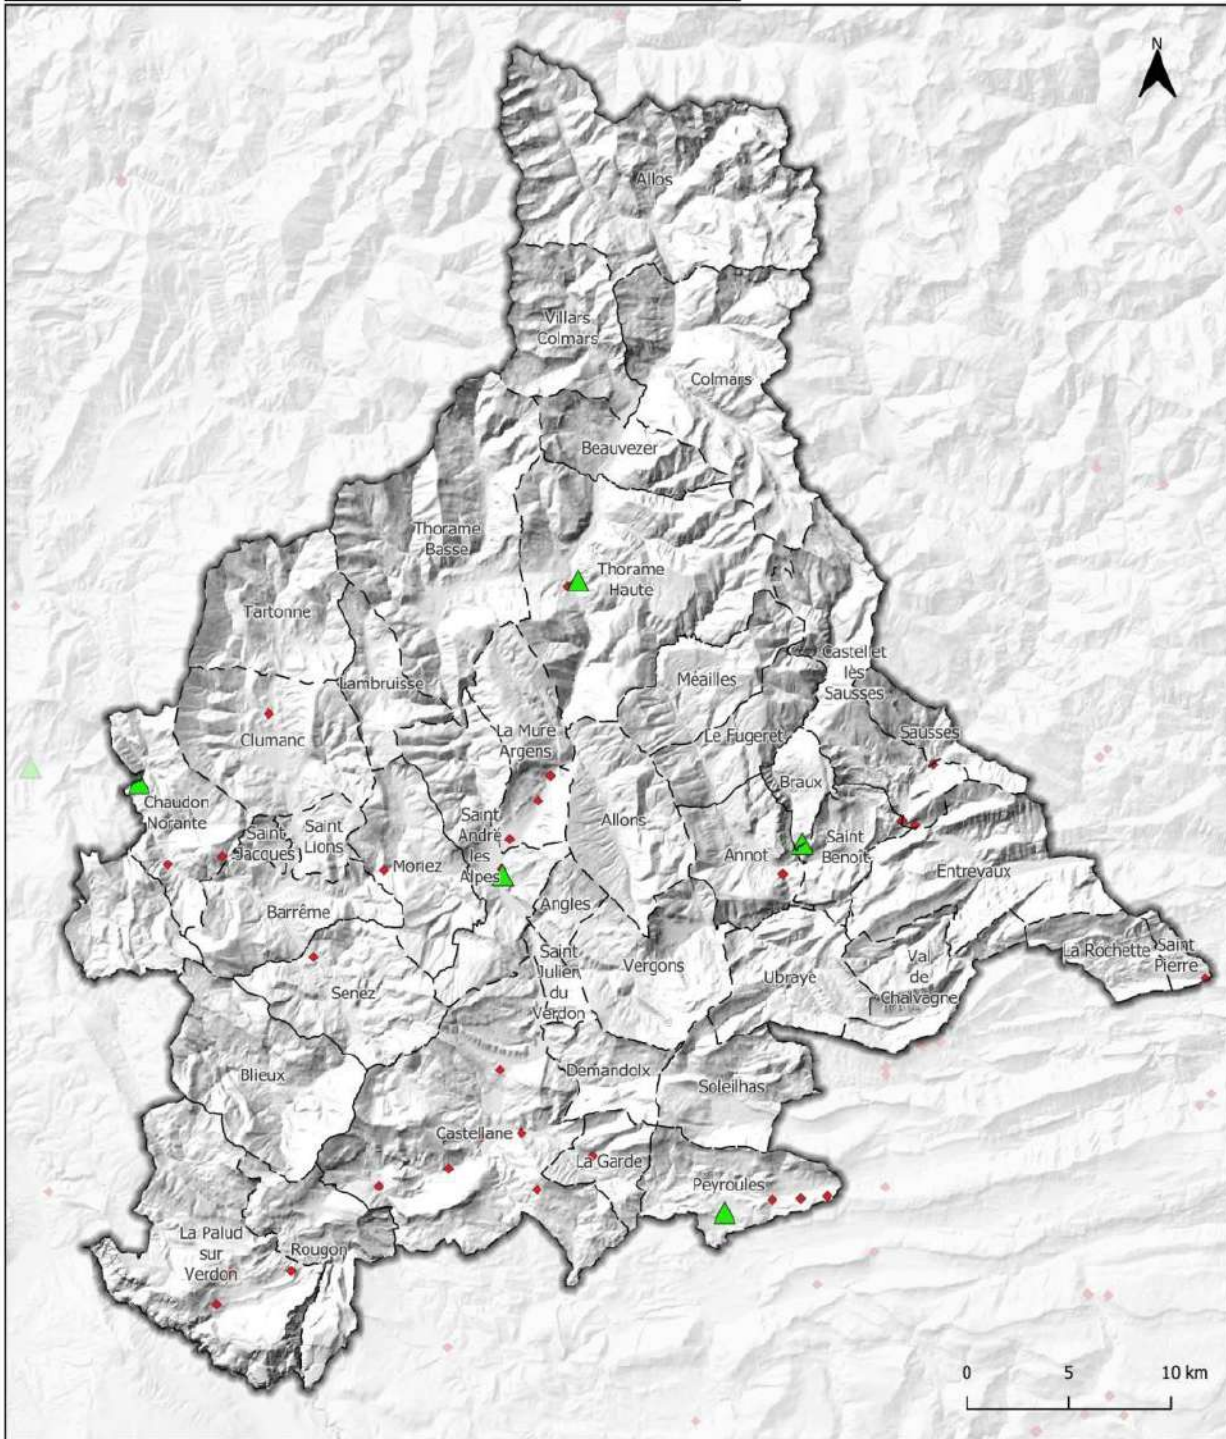 N
Allos
Villars
Colmars
Colmars
Beauvezer
Thorame
Basse
Thorame
Haute
Tartonne
Lambruisse
Castellet
lès
Sausses
Méailles
Clumanc
La Mure
Argens
Le Fugeret
Sausses
Braux
Chaudon
Norante
Saint
Jacques
Saint
Lions
Saint
André
les
Alpes
Allons
Annot
Saint
Benoit
Moriez
Entrevaux
Barrême
Angles
Saint
Julien
du
Verdon
Vergons
Ubraye
Val
de
Chalvagne
La Rochette
Saint
Pierre
Senez
Blieux
Demandolx
Soleilhas
Castellane
La Garde
Peyroules
La Palud
sur
Verdon
Rougon
0 5 10 km